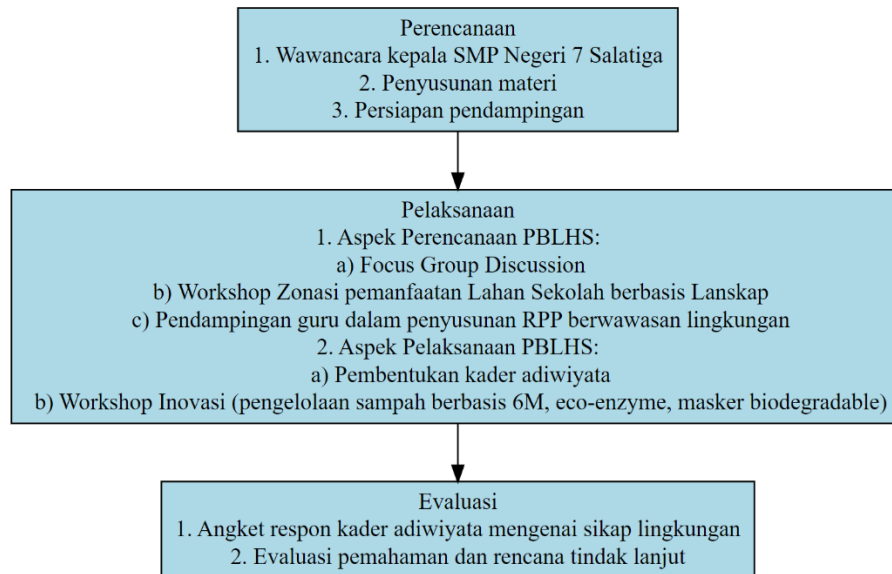 Perencanaan
1. Wawancara kepala SMP Negeri 7 Salatiga
2. Penyusunan materi
3. Persiapan pendampingan
Pelaksanaan
1. Aspek Perencanaan PBLHS:
a) Focus Group Discussion
b) Workshop Zonasi pemanfaatan Lahan Sekolah berbasis Lanskap
c) Pendampingan guru dalam penyusunan RPP berwawasan lingkungan
2. Aspek Pelaksanaan PBLHS:
a) Pembentukan kader adiwiyata
b) Workshop Inovasi (pengelolaan sampah berbasis 6M, eco-enzyme, masker biodegradable)
Evaluasi
1. Angket respon kader adiwiyata mengenai sikap lingkungan
2. Evaluasi pemahaman dan rencana tindak lanjut